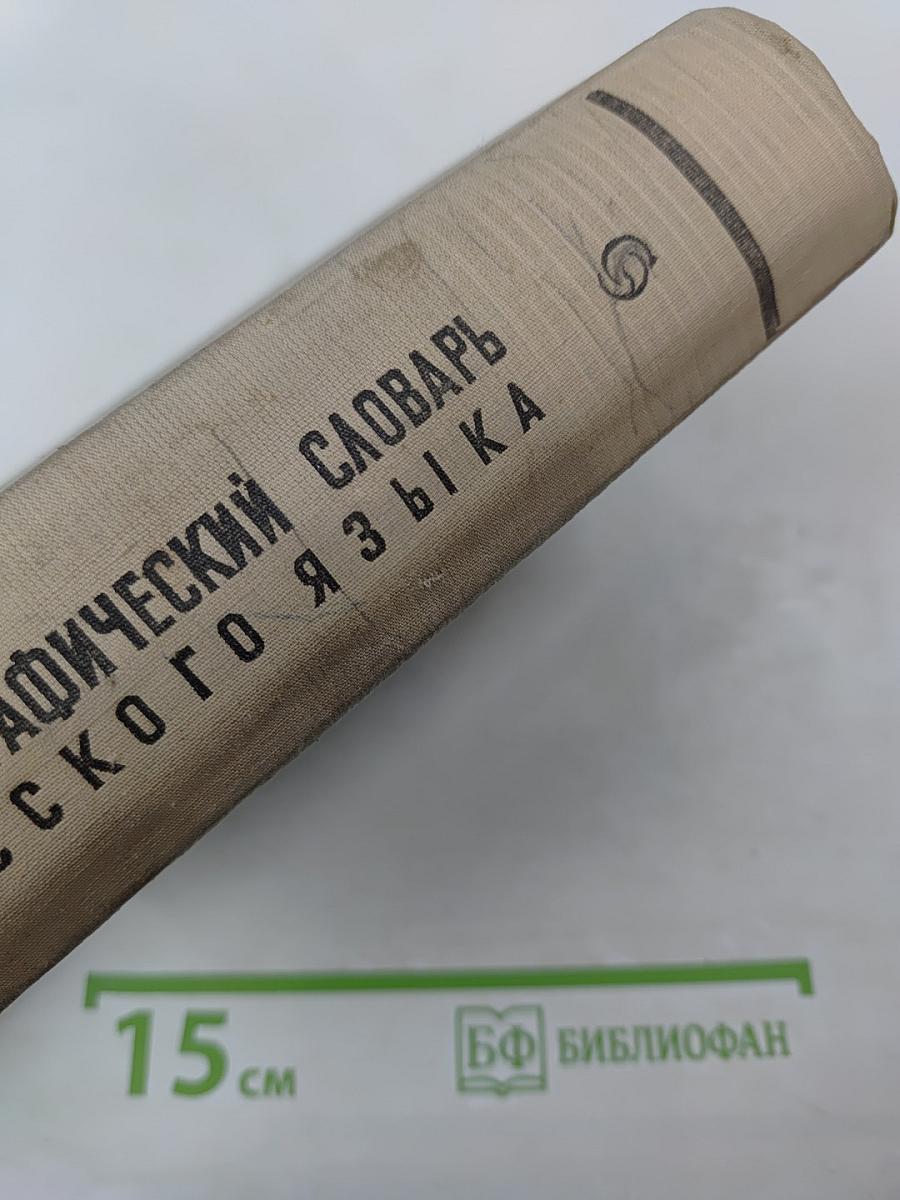 АФИЧЕСКИЙ СЛОВАРЬ
ССКОГО ЯЗЫКА
15 см
БФ БИБЛИОФАН